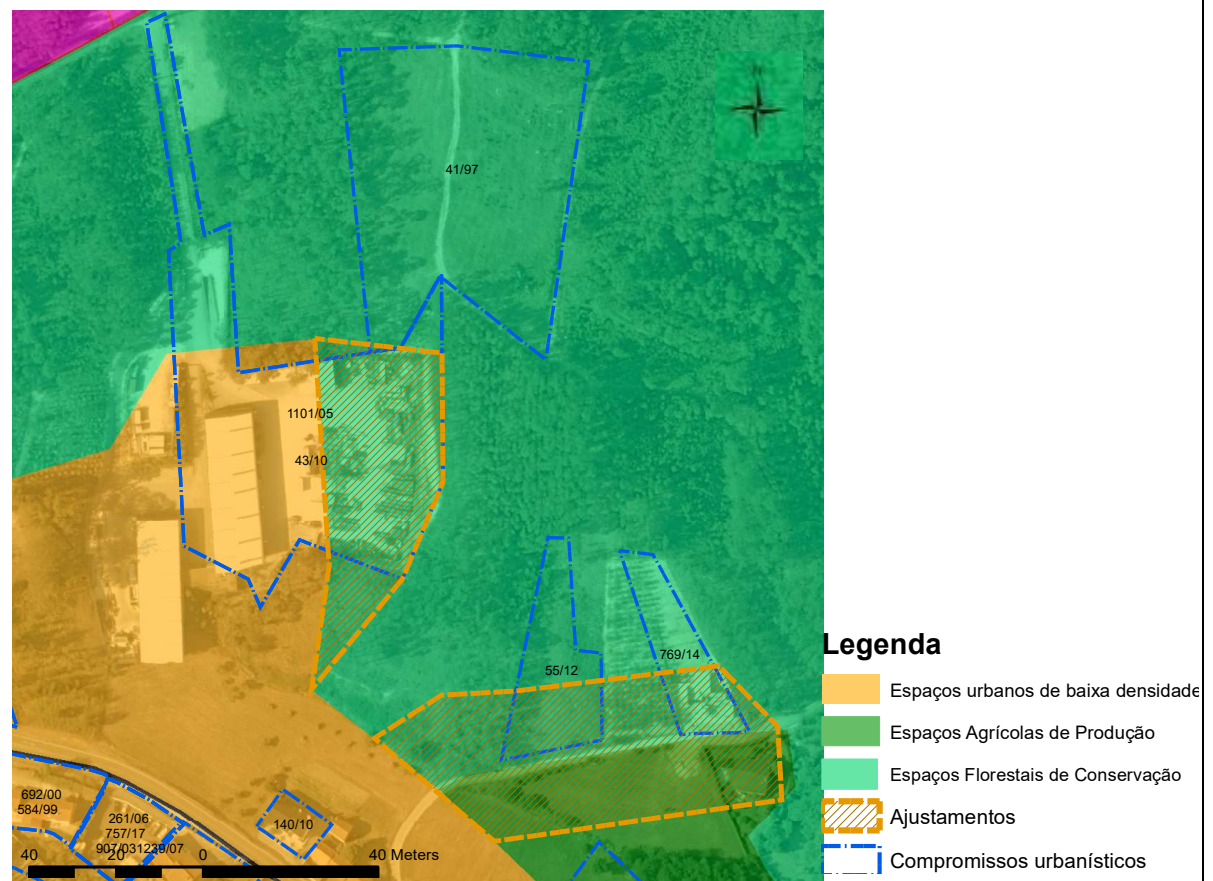 41/97
1101/05
43/10
55/12
769/14
692/00
584/99
261/06
757/17
907/031239/07
140/10
40 20 0 40 Meters
Legenda
Espaços urbanos de baixa densidade
Espaços Agrícolas de Produção
Espaços Florestais de Conservação
Ajustamentos
Compromissos urbanísticos